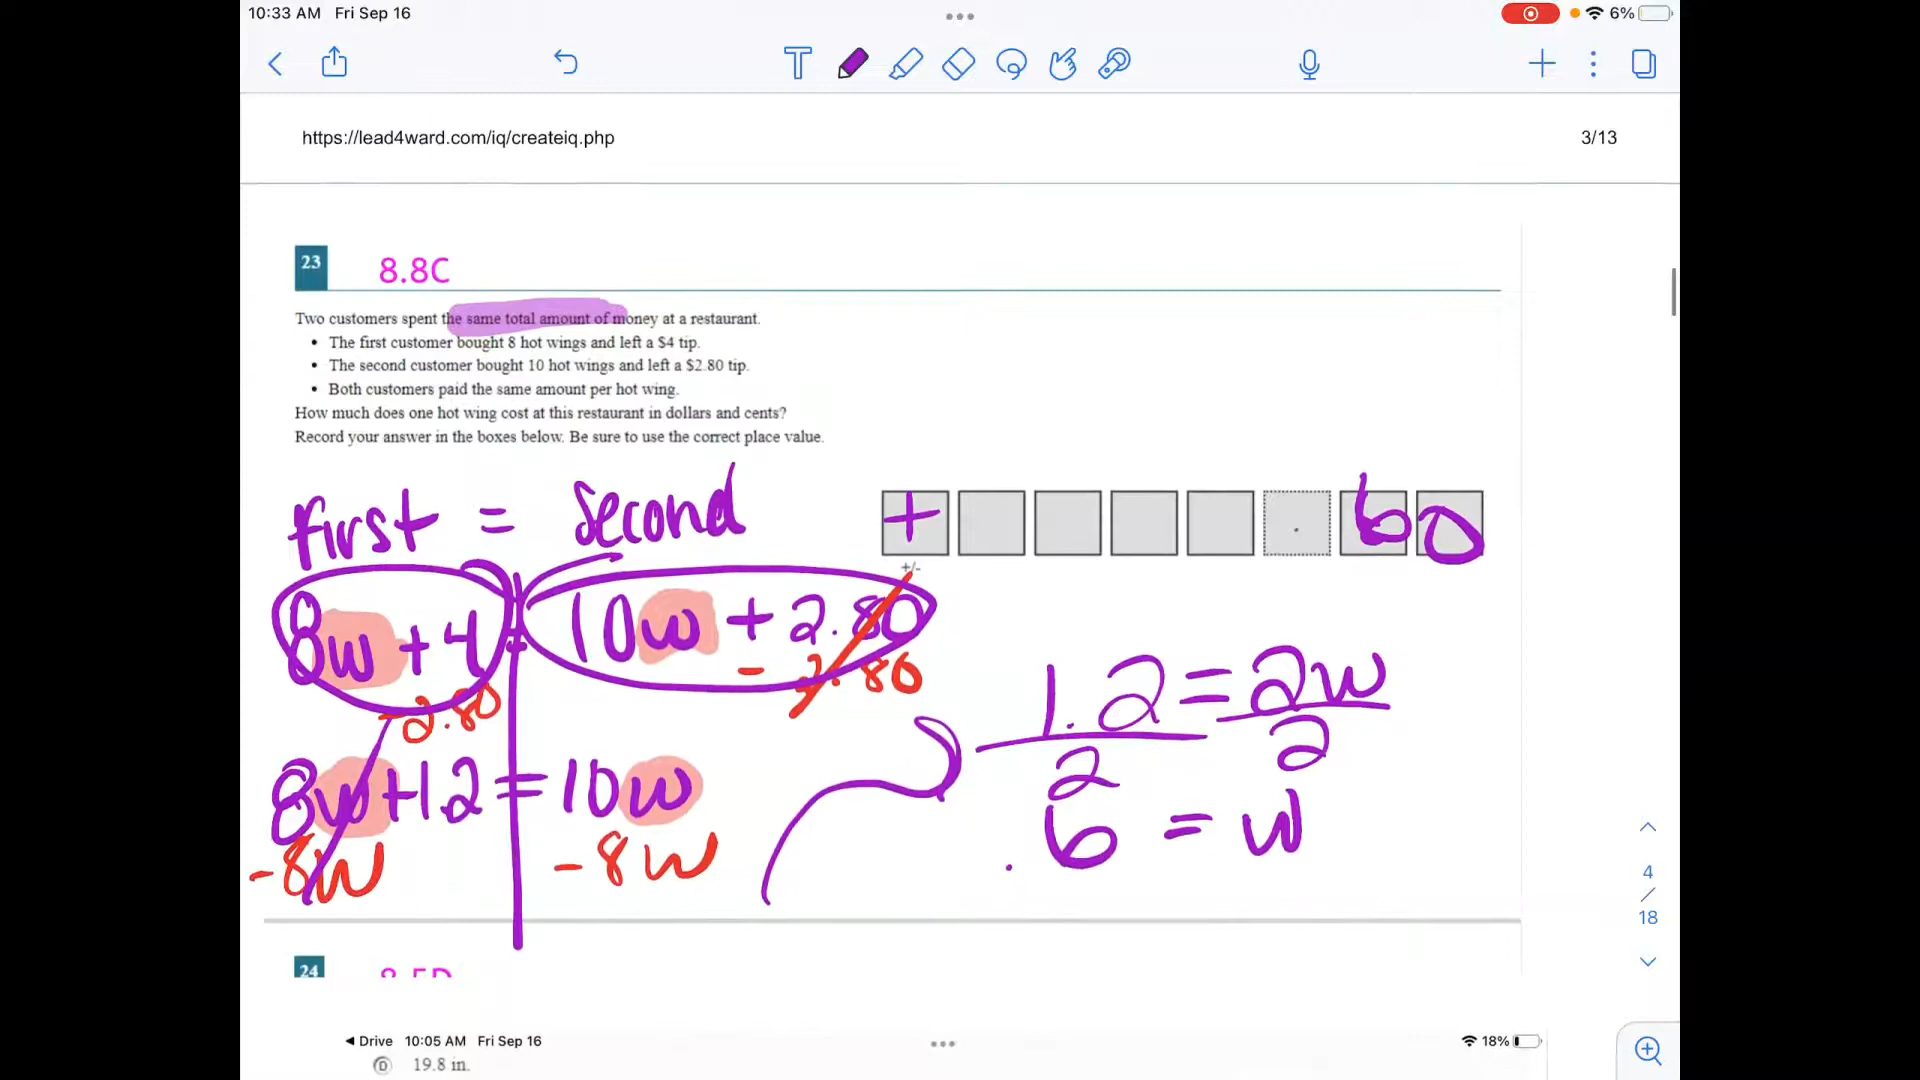 10:33 AM Fri Sep 16
6%
https://lead4ward.com/iq/createiq.php 3/13
23 8.8C
Two customers spent the same total amount of money at a restaurant.
• The first customer bought 8 hot wings and left a $4 tip.
• The second customer bought 10 hot wings and left a $2.80 tip.
• Both customers paid the same amount per hot wing.
How much does one hot wing cost at this restaurant in dollars and cents?
Record your answer in the boxes below. Be sure to use the correct place value.
first = second
+ . 60
+/-
8w + 4 = 10w + 2.80
- 2.80 - 2.80
8w + 1.2 = 10w
- 8w - 8w
1.2 = 2w
2 2
.6 = w
4
/
18
24
◀ Drive 10:05 AM Fri Sep 16
18%
D 19.8 in.